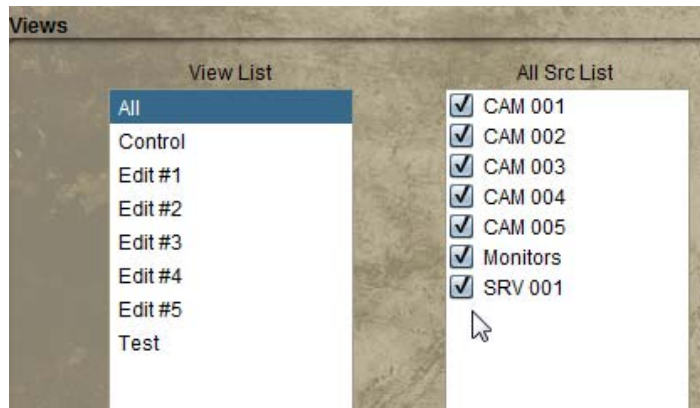 Views
View List
All
Control
Edit #1
Edit #2
Edit #3
Edit #4
Edit #5
Test
All Src List
CAM 001
CAM 002
CAM 003
CAM 004
CAM 005
Monitors
SRV 001